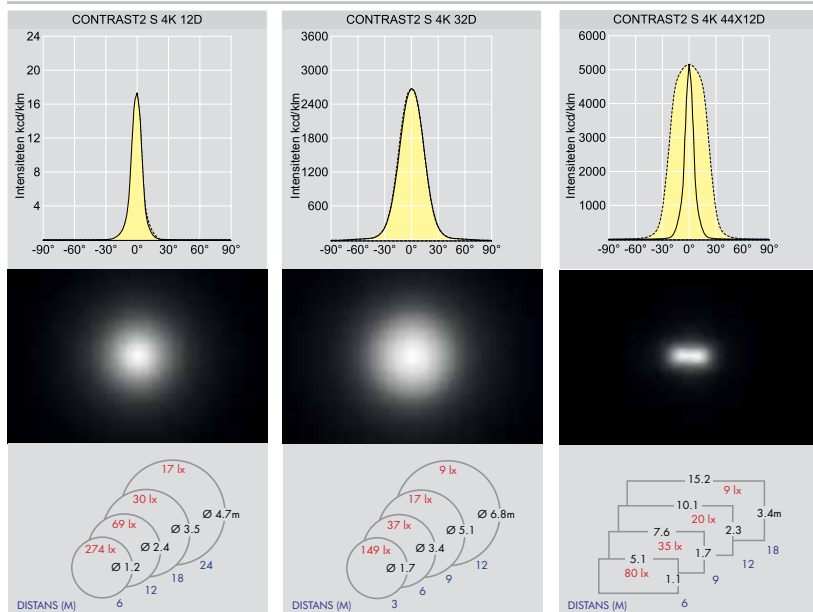 CONTRAST2 S 4K 12D
Intensiteten kcd/klm
24
20
16
12
8
4
-90° -60° -30° 0° 30° 60° 90°
17 lx
30 lx
69 lx
274 lx
Ø 4.7m
Ø 3.5
Ø 2.4
Ø 1.2
24
18
12
6
DISTANS (M)
CONTRAST2 S 4K 32D
Intensiteten kcd/klm
3600
3000
2400
1800
1200
600
-90° -60° -30° 0° 30° 60° 90°
9 lx
17 lx
37 lx
149 lx
Ø 6.8m
Ø 5.1
Ø 3.4
Ø 1.7
12
9
6
3
DISTANS (M)
CONTRAST2 S 4K 44X12D
Intensiteten kcd/klm
6000
5000
4000
3000
2000
1000
-90° -60° -30° 0° 30° 60° 90°
15.2
9 lx
10.1
3.4m
20 lx
7.6
2.3
35 lx
18
5.1
1.7
12
80 lx
1.1
9
6
DISTANS (M)